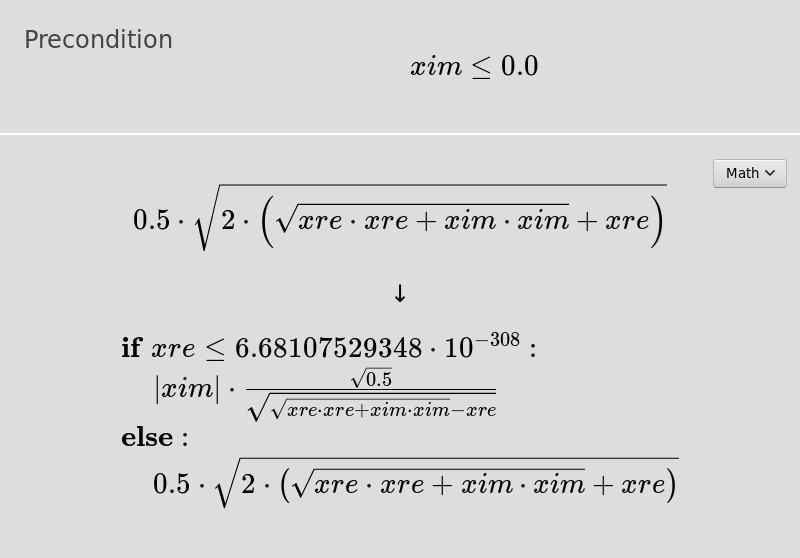 Precondition
xim ≤ 0.0
Math
0.5 · √(2 · (√(xre · xre + xim · xim) + xre))
↓
if xre ≤ 6.68107529348 · 10^−308 :
|xim| · √0.5 / √(√(xre·xre+xim·xim)−xre)
else :
0.5 · √(2 · (√(xre · xre + xim · xim) + xre))